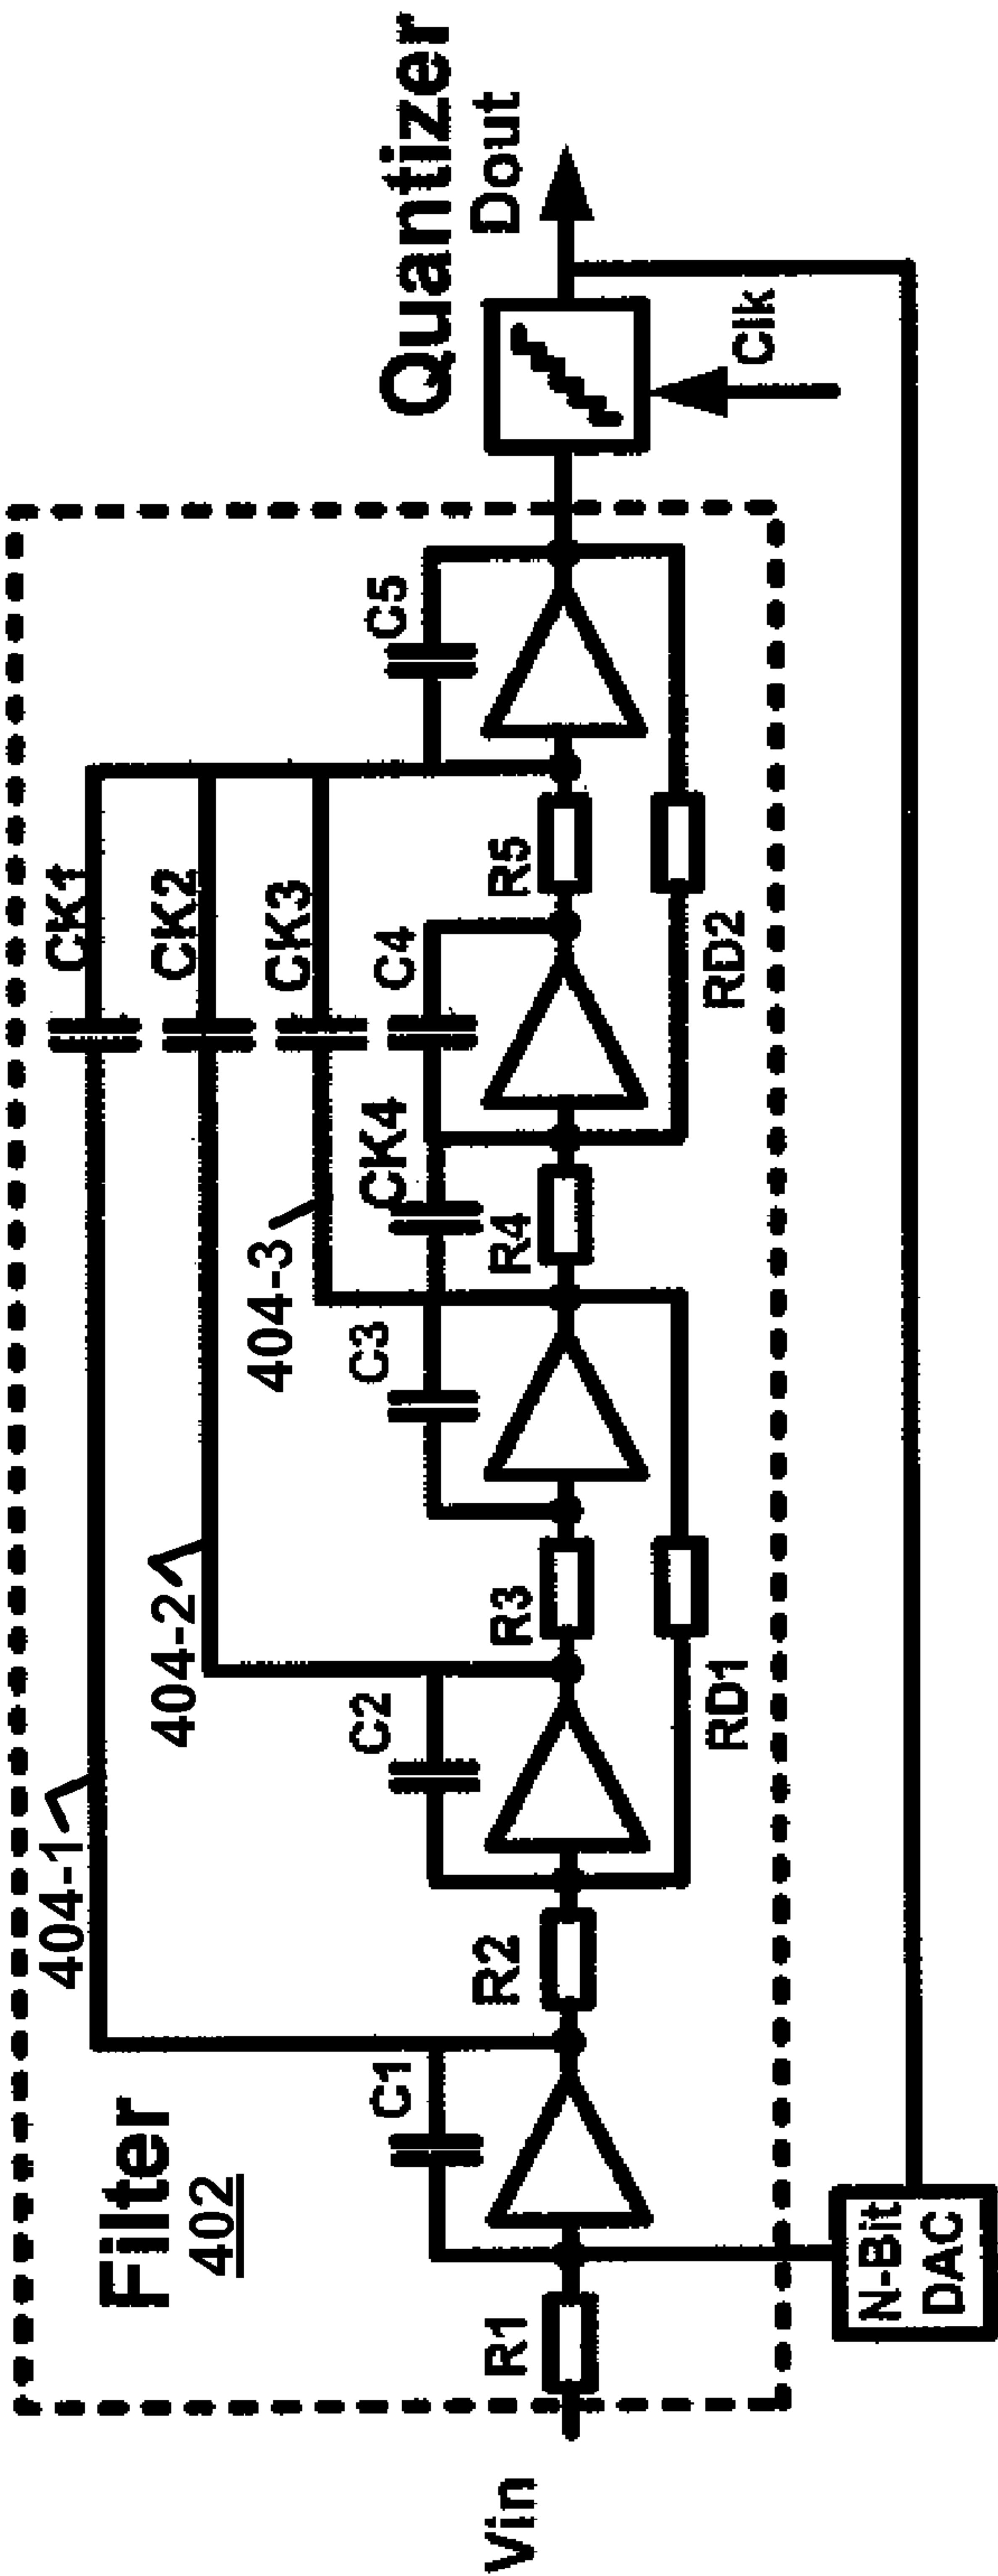 Filter
402
404-1
404-2
404-3
CK1
CK2
CK3
CK4
C1
C2
C3
C4
C5
Quantizer
Dout
Vin
R1
R2
R3
R4
R5
RD1
RD2
Clk
N-Bit
DAC